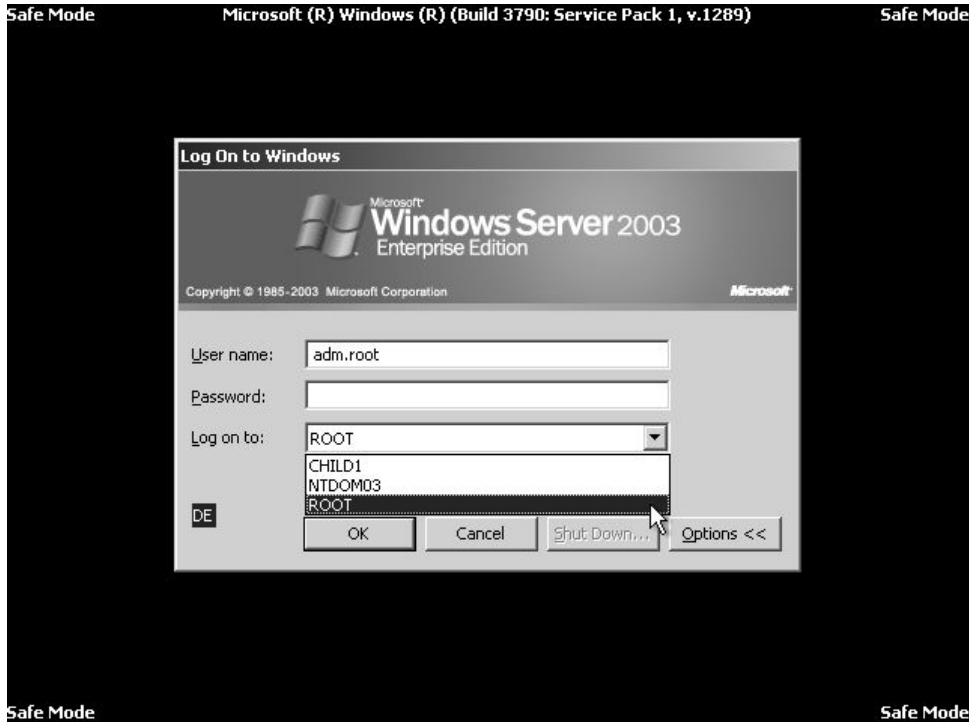 Safe Mode Microsoft (R) Windows (R) (Build 3790: Service Pack 1, v.1289) Safe Mode
Log On to Windows
Microsoft®
Windows Server 2003
Enterprise Edition
Copyright © 1985-2003 Microsoft Corporation Microsoft®
User name: adm.root
Password:
Log on to: ROOT
CHILD1
NTDOM03
ROOT
DE
OK Cancel Shut Down... Options <<
Safe Mode Safe Mode